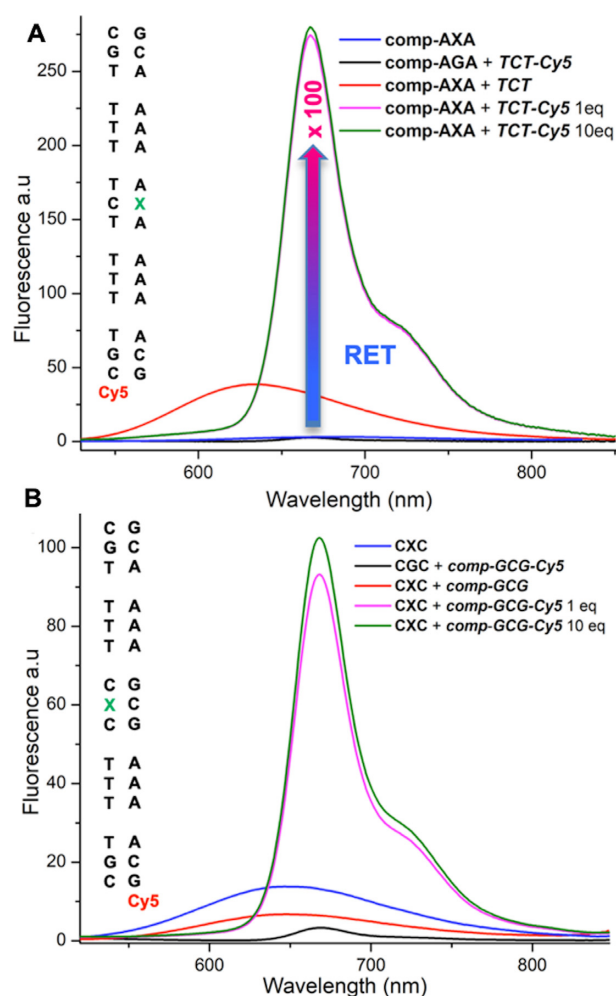 A
comp-AXA
comp-AGA + TCT-Cy5
comp-AXA + TCT
comp-AXA + TCT-Cy5 1eq
comp-AXA + TCT-Cy5 10eq
C G
G C
T A
T A
T A
T A
T A
C X
T A
T A
T A
T A
T A
G C
C G
Cy5
x 100
RET
Fluorescence a.u
250
200
150
100
50
0
600 700 800
Wavelength (nm)
B
CXC
CGC + comp-GCG-Cy5
CXC + comp-GCG
CXC + comp-GCG-Cy5 1 eq
CXC + comp-GCG-Cy5 10 eq
C G
G C
T A
T A
T A
T A
C G
X C
C G
T A
T A
T A
T A
G C
C G
Cy5
Fluorescence a.u
100
80
60
40
20
0
600 700 800
Wavelength (nm)